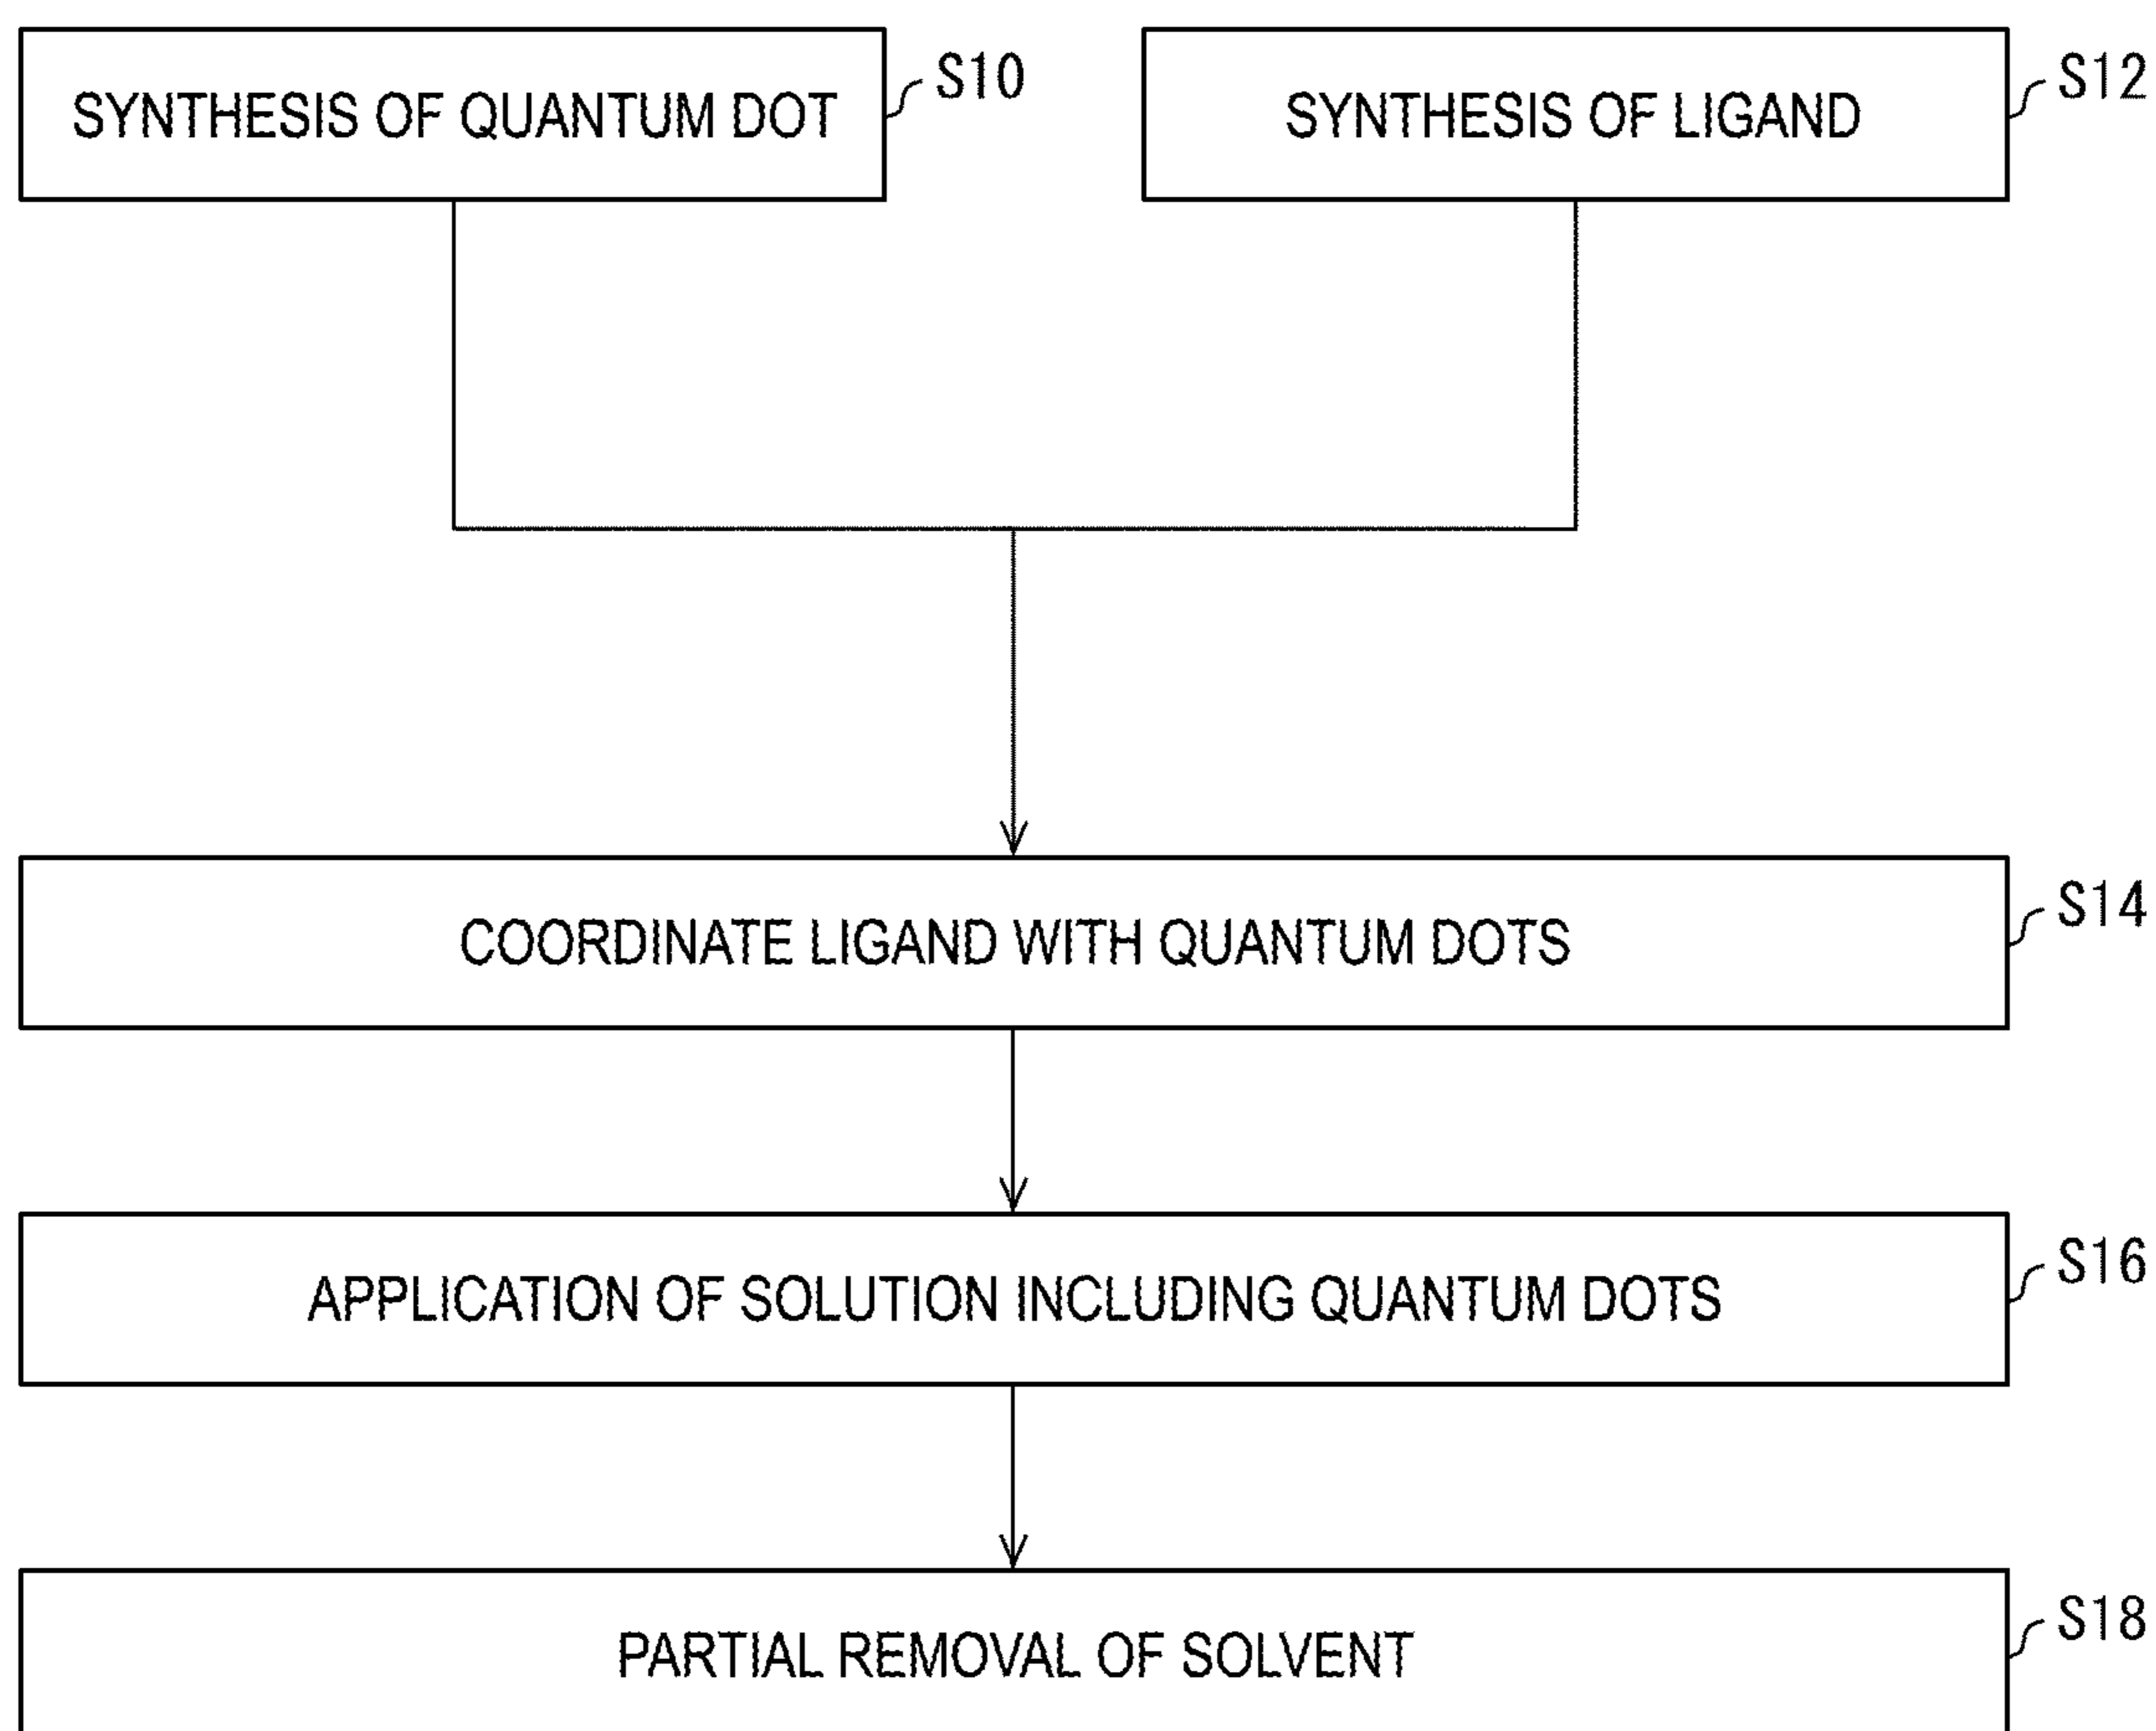 SYNTHESIS OF QUANTUM DOT
S10
SYNTHESIS OF LIGAND
S12
COORDINATE LIGAND WITH QUANTUM DOTS
S14
APPLICATION OF SOLUTION INCLUDING QUANTUM DOTS
S16
PARTIAL REMOVAL OF SOLVENT
S18